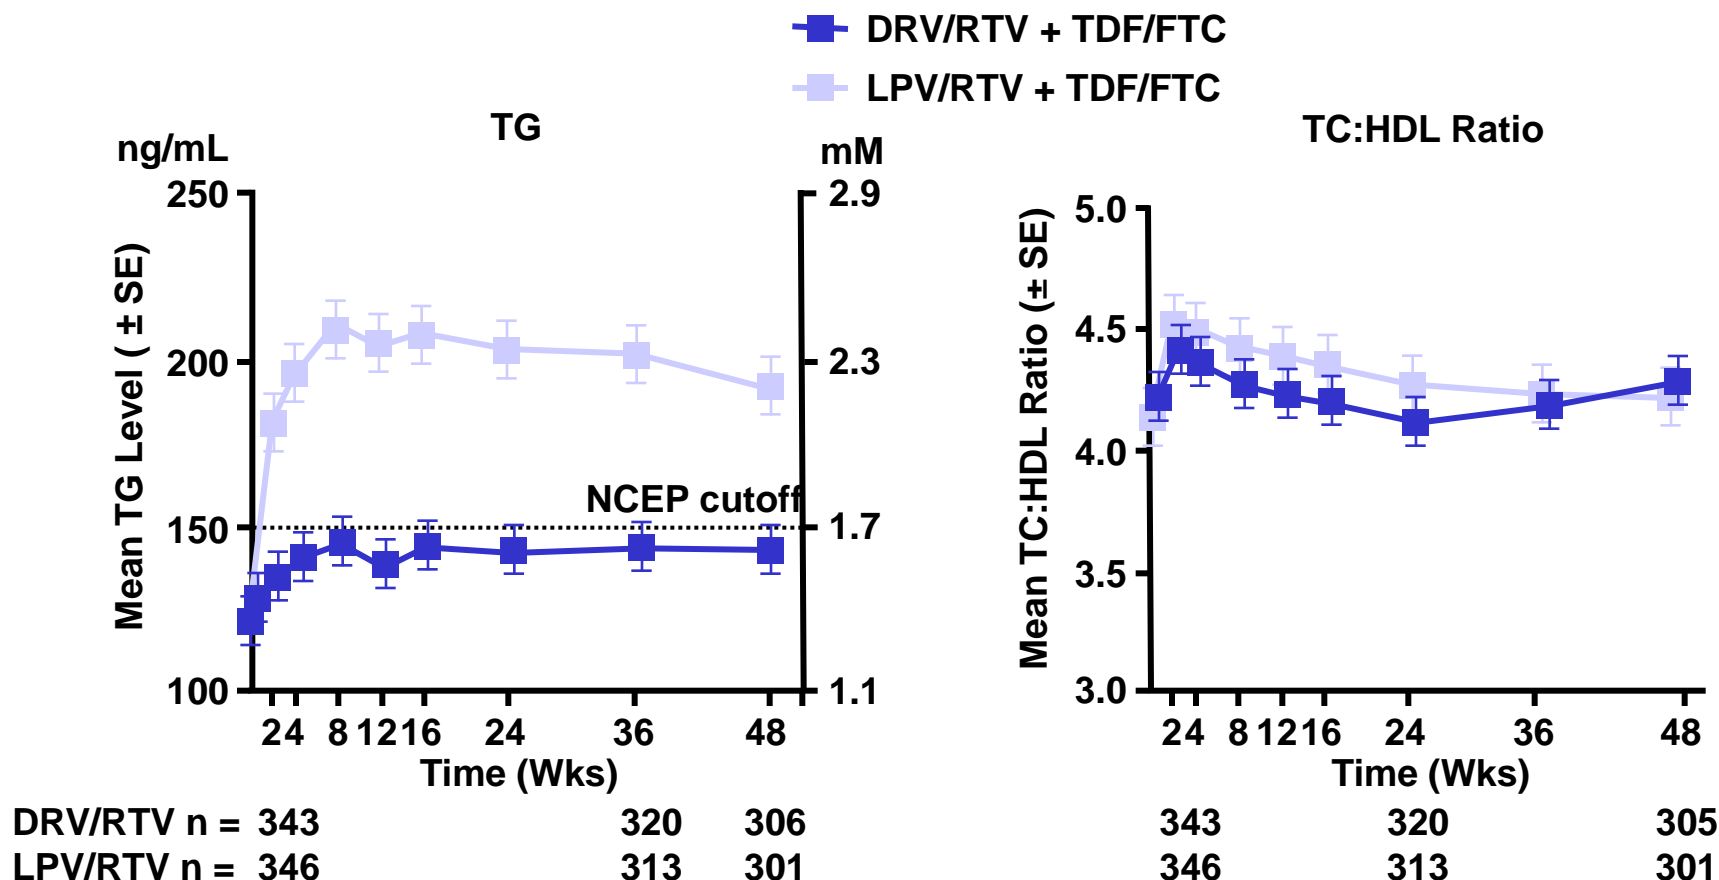 DRV/RTV + TDF/FTC
LPV/RTV + TDF/FTC
TG
ng/mL
mM
250
200
150
100
2.9
2.3
1.7
1.1
Mean TG Level ( ± SE)
NCEP cutoff
2 4 8 12 16 24 36 48
Time (Wks)
TC:HDL Ratio
5.0
4.5
4.0
3.5
3.0
Mean TC:HDL Ratio (± SE)
2 4 8 12 16 24 36 48
Time (Wks)
DRV/RTV n = 343 320 306 343 320 305
LPV/RTV n = 346 313 301 346 313 301